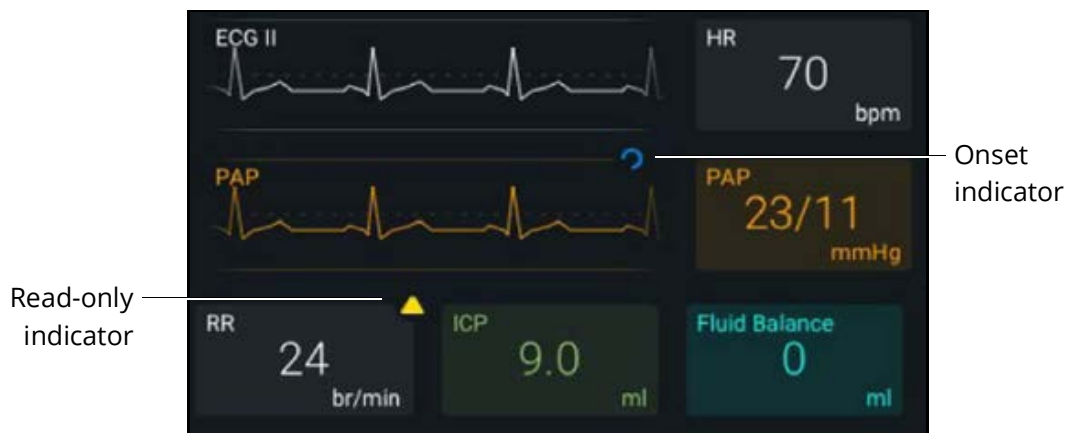 ECG II
HR
70
bpm
Onset
indicator
PAP
PAP
23/11
mmHg
Read-only
indicator
RR
24
br/min
ICP
9.0
ml
Fluid Balance
0
ml